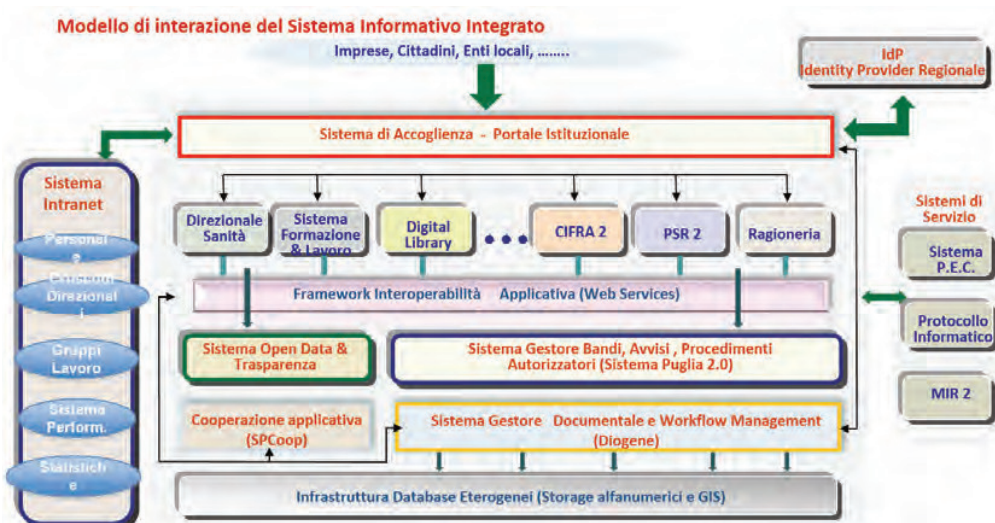 Modello di interazione del Sistema Informativo Integrato
Imprese, Cittadini, Enti locali, ……..
IdP
Identity Provider Regionale
Sistema di Accoglienza - Portale Istituzionale
Sistema
Intranet
Personal
e
Direzional
i
Gruppi
Lavoro
Sistema
Perform.
Statistich
e
Direzionale
Sanità
Sistema
Formazione
& Lavoro
Digital
Library
CIFRA 2
PSR 2
Ragioneria
Framework Interoperabilità Applicativa (Web Services)
Sistema Open Data &
Trasparenza
Sistema Gestore Bandi, Avvisi , Procedimenti
Autorizzatori (Sistema Puglia 2.0)
Cooperazione applicativa
(SPCoop)
Sistema Gestore Documentale e Workflow Management
(Diogene)
Infrastruttura Database Eterogenei (Storage alfanumerici e GIS)
Sistemi di
Servizio
Sistema
P.E.C.
Protocollo
Informatico
MIR 2